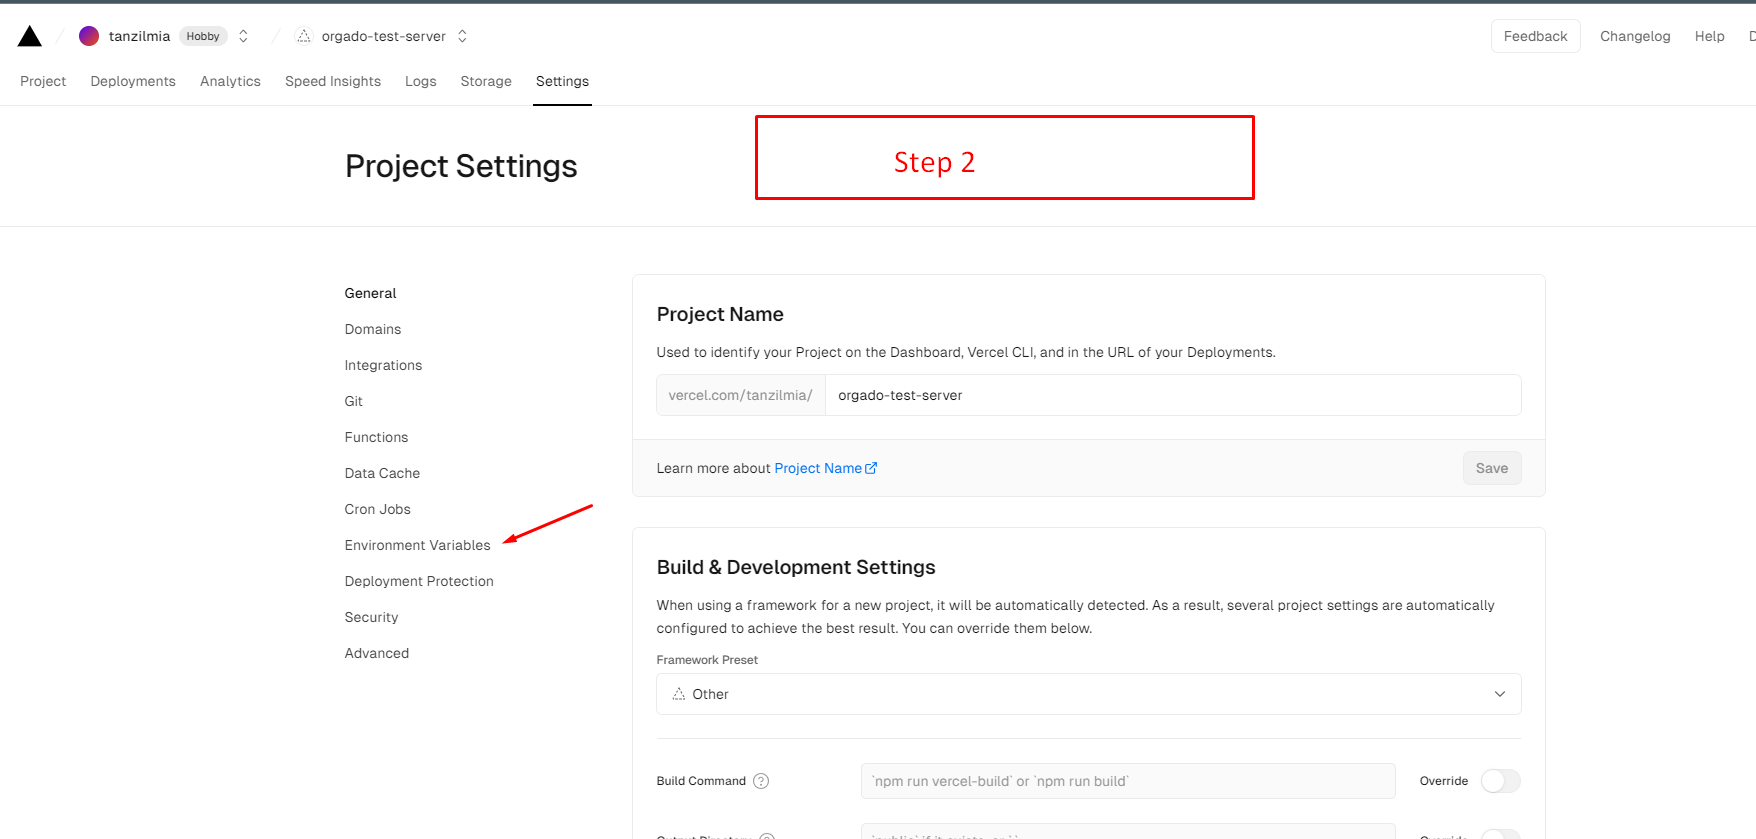 tanzilmia Hobby orgado-test-server Feedback Changelog Help
Project Deployments Analytics Speed Insights Logs Storage Settings
Project Settings
Step 2
General
Domains
Integrations
Git
Functions
Data Cache
Cron Jobs
Environment Variables
Deployment Protection
Security
Advanced
Project Name
Used to identify your Project on the Dashboard, Vercel CLI, and in the URL of your Deployments.
vercel.com/tanzilmia/ orgado-test-server
Learn more about Project Name
Save
Build & Development Settings
When using a framework for a new project, it will be automatically detected. As a result, several project settings are automatically
configured to achieve the best result. You can override them below.
Framework Preset
Other
Build Command ? `npm run vercel-build` or `npm run build` Override